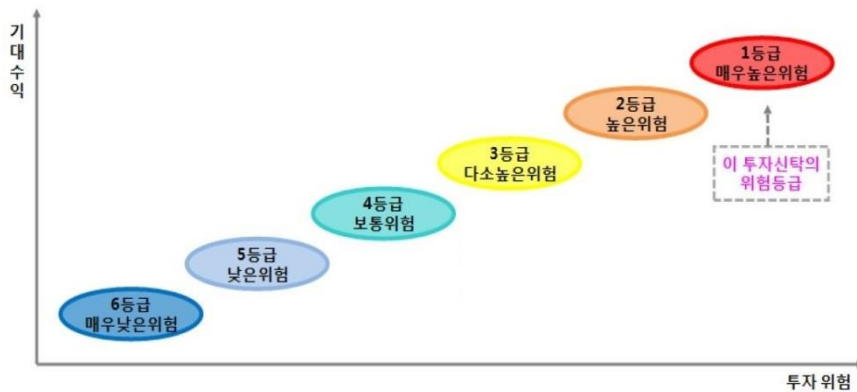 기대수익
1등급
매우높은위험
2등급
높은위험
3등급
다소높은위험
이 투자신탁의
위험등급
4등급
보통위험
5등급
낮은위험
6등급
매우낮은위험
투자 위험